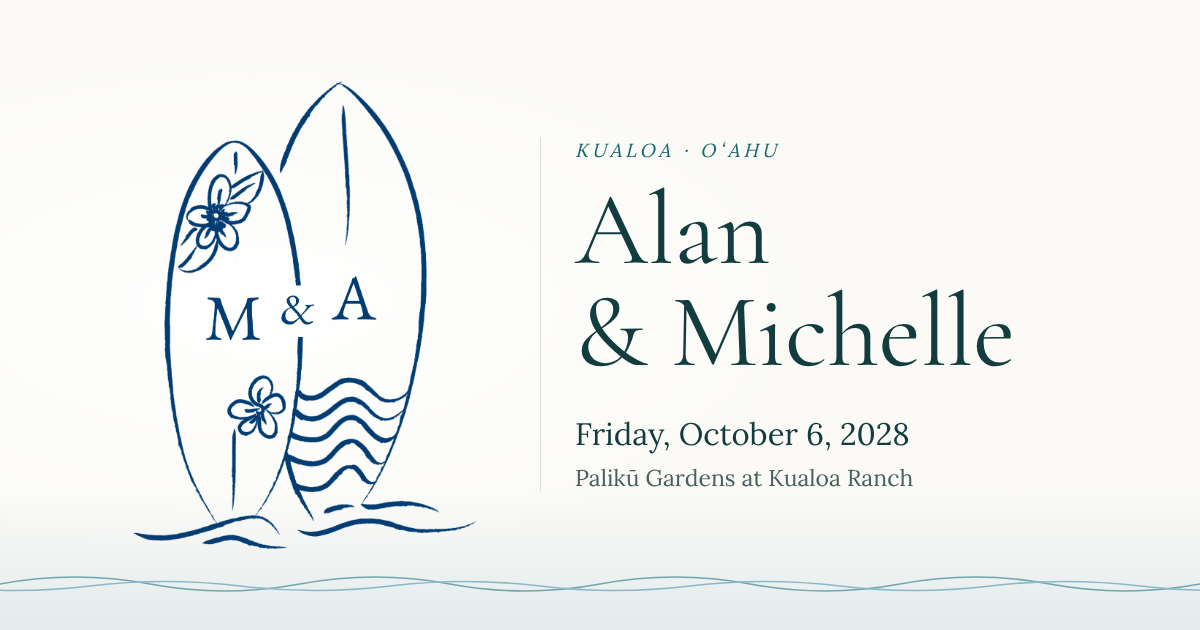 M & A
KUALOA · OʻAHU
Alan
& Michelle
Friday, October 6, 2028
Palikū Gardens at Kualoa Ranch